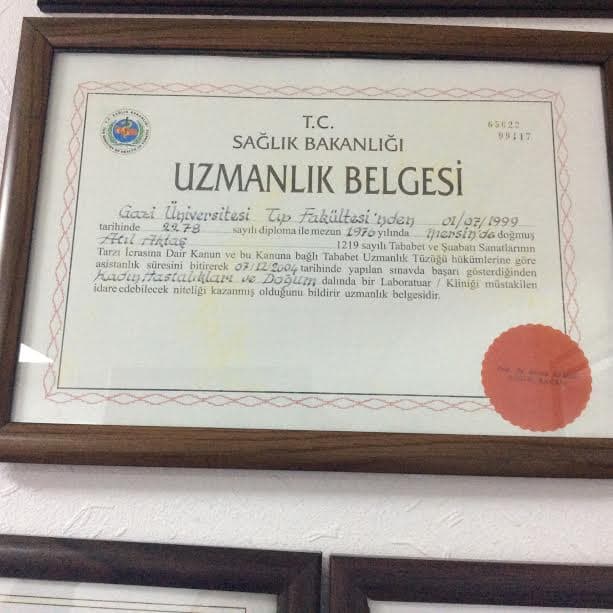 T.C.
SAĞLIK BAKANLIĞI
65622
99417
UZMANLIK BELGESİ
Gazi Üniversitesi Tıp Fakültesi'nden 01/07/1999
tarihinde 2278 sayılı diploma ile mezun 1976 yılında Mersin'de doğmuş
Atıl Aktaş 1219 sayılı Tababet ve Şuabatı Sanatlarının
Tarzı İcrasına Dair Kanun ve bu Kanuna bağlı Tababet Uzmanlık Tüzüğü hükümlerine göre
asistanlık süresini bitirerek 07/12/2004 tarihinde yapılan sınavda başarı gösterdiğinden
Kadın Hastalıkları ve Doğum dalında bir Laboratuar / Kliniği müstakilen
idare edebilecek niteliği kazanmış olduğunu bildirir uzmanlık belgesidir.